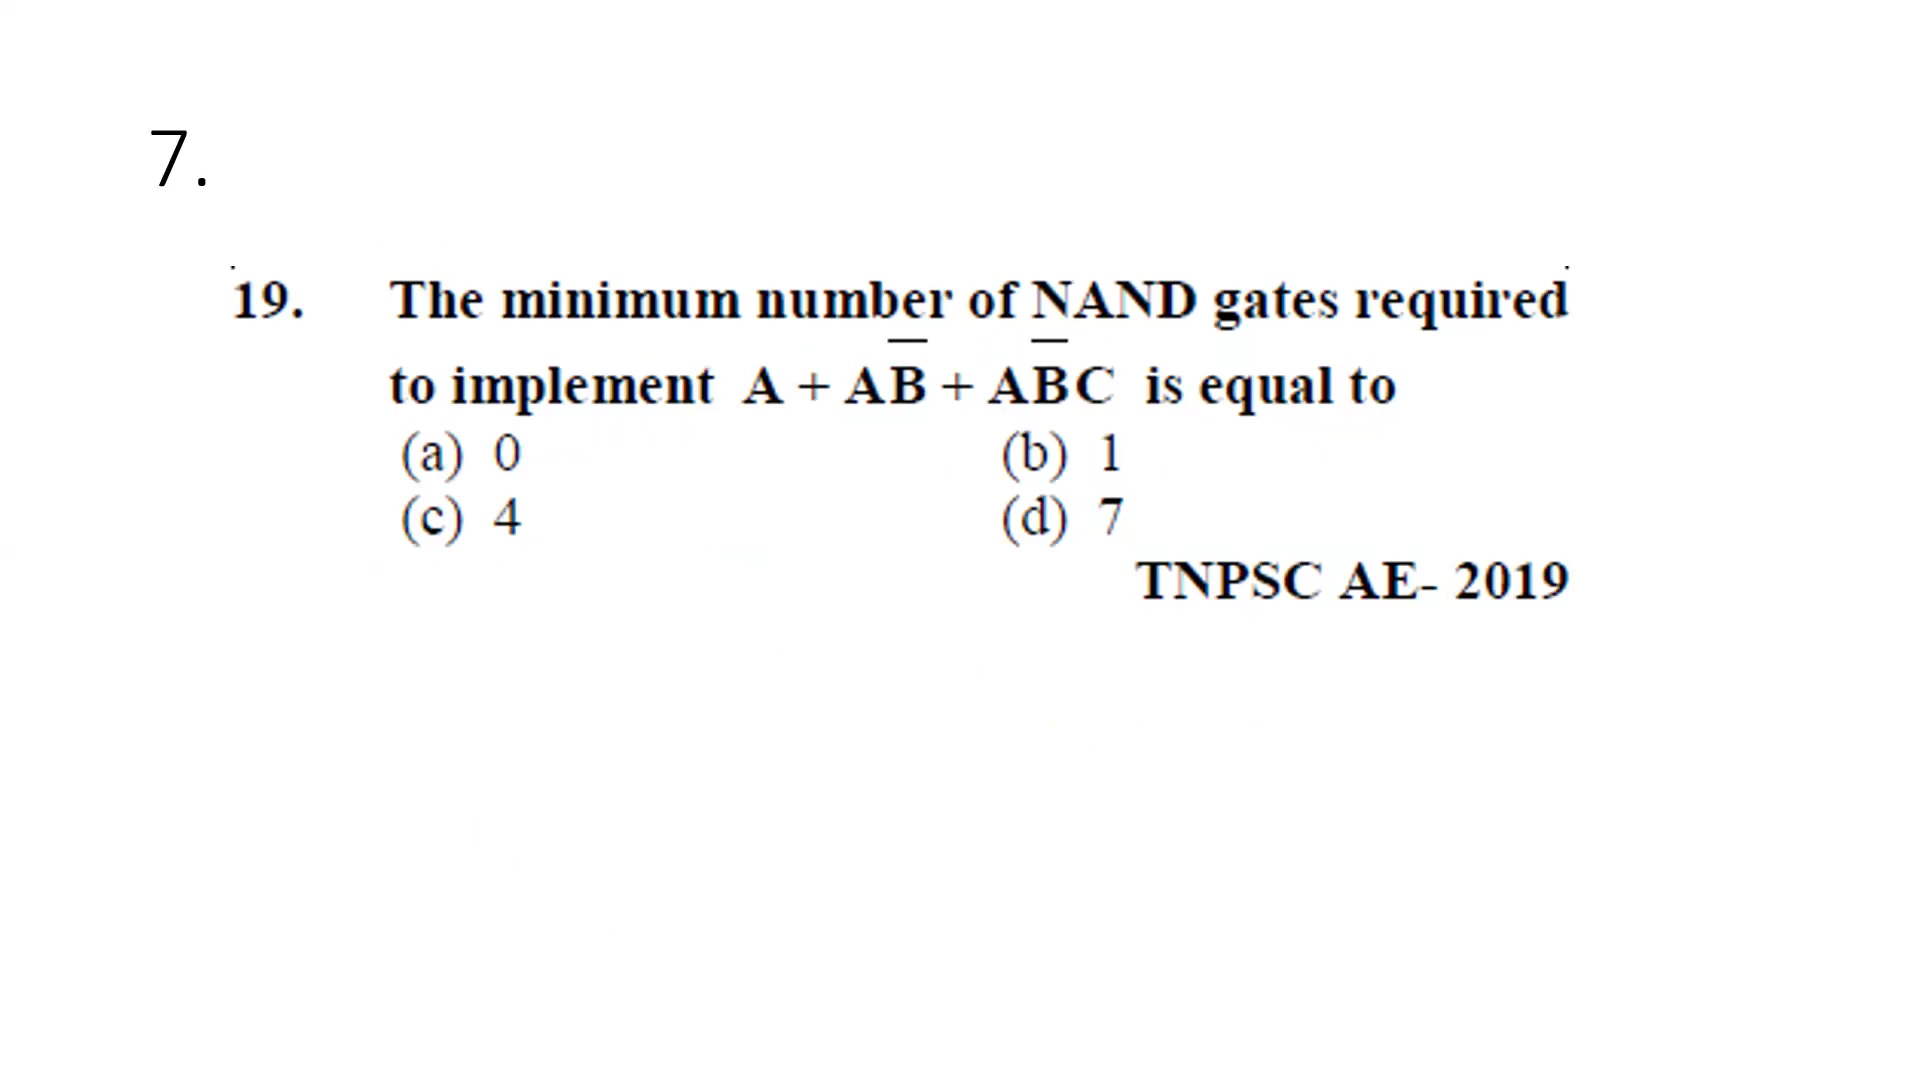 7.
19. The minimum number of NAND gates required
to implement A + AB̅ + AB̅C is equal to
(a) 0 (b) 1
(c) 4 (d) 7
TNPSC AE- 2019